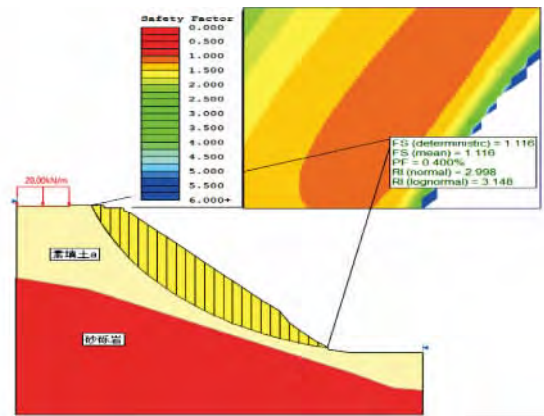 Safety Factor
0.000
0.500
1.000
1.500
2.000
2.500
3.000
3.500
4.000
4.500
5.000
5.500
6.000+
FS (deterministic) = 1.116
FS (mean) = 1.116
PF = 0.400%
RI (normal) = 2.998
RI (lognormal) = 3.148
20.00kN/m
素填土a
砂砾岩